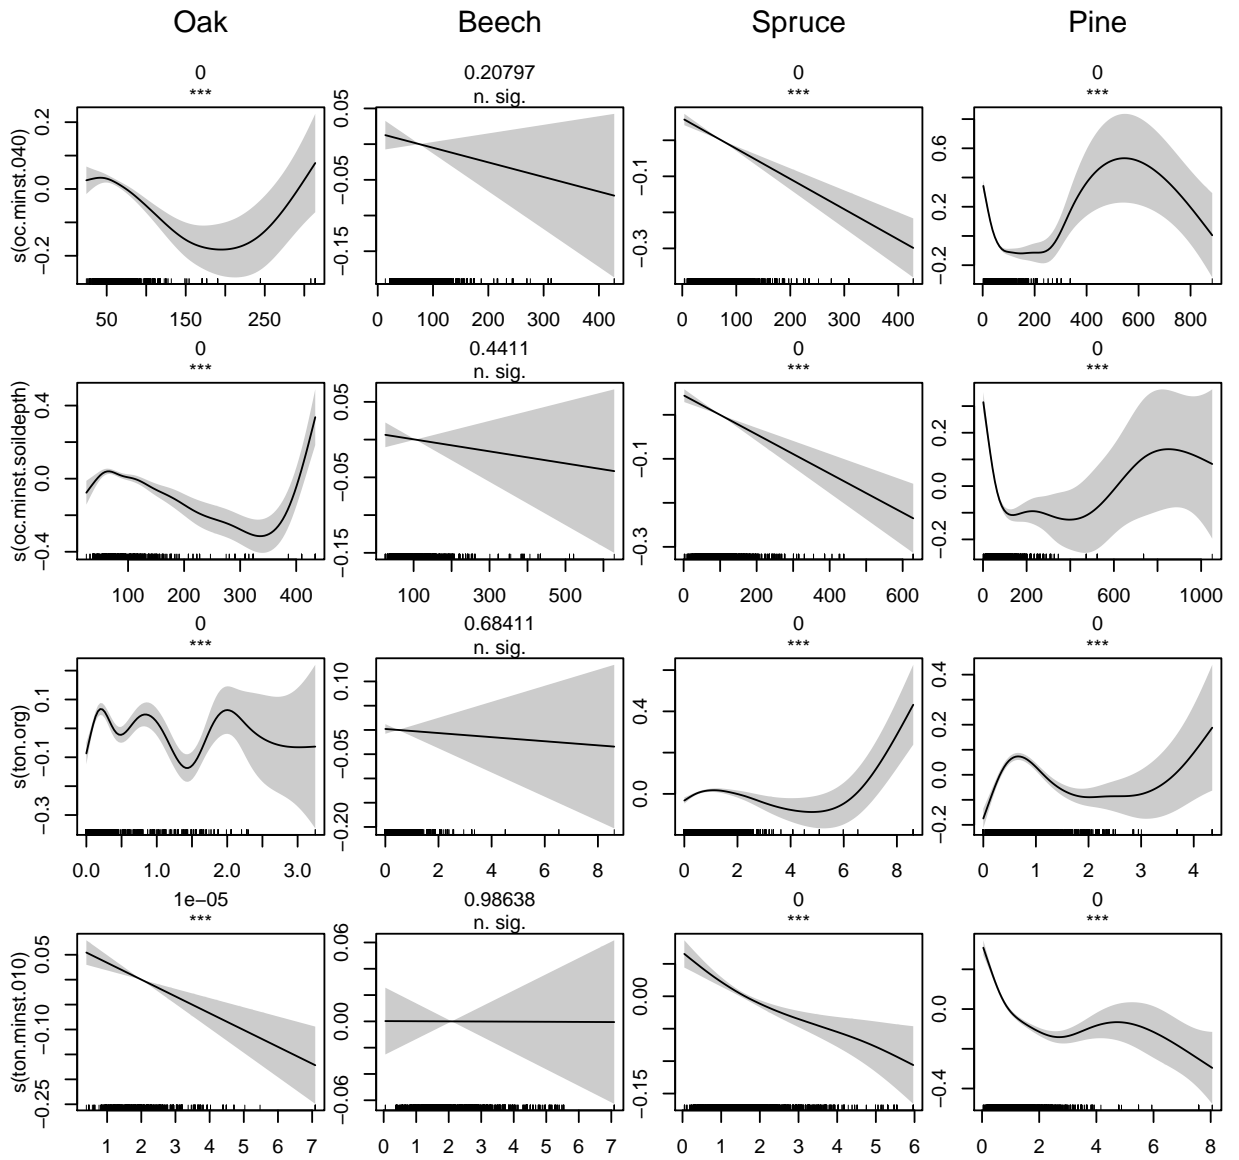 Oak Beech Spruce Pine
0 0.20797 0 0
*** n. sig. *** ***
s(oc.minst.040)
0.2
0.0
−0.2
0.05
−0.05
−0.15
−0.1
−0.3
0.6
0.2
−0.2
50 150 250 0 100 200 300 400 0 100 200 300 400 0 200 400 600 800
0 0.4411 0 0
*** n. sig. *** ***
s(oc.minst.soildepth)
0.4
0.0
−0.4
0.05
−0.05
−0.15
−0.1
−0.3
0.2
0.0
−0.2
100 200 300 400 100 300 500 0 200 400 600 0 200 600 1000
0 0.68411 0 0
*** n. sig. *** ***
s(ton.org)
0.1
−0.1
−0.3
0.10
−0.05
−0.20
0.4
0.0
0.4
0.2
0.0
−0.2
0.0 1.0 2.0 3.0 0 2 4 6 8 0 2 4 6 8 0 1 2 3 4
1e−05 0.98638 0 0
*** n. sig. *** ***
s(ton.minst.010)
0.05
−0.10
−0.25
0.06
0.00
−0.06
0.00
−0.15
0.0
−0.4
1 2 3 4 5 6 7 0 1 2 3 4 5 6 7 0 1 2 3 4 5 6 0 2 4 6 8